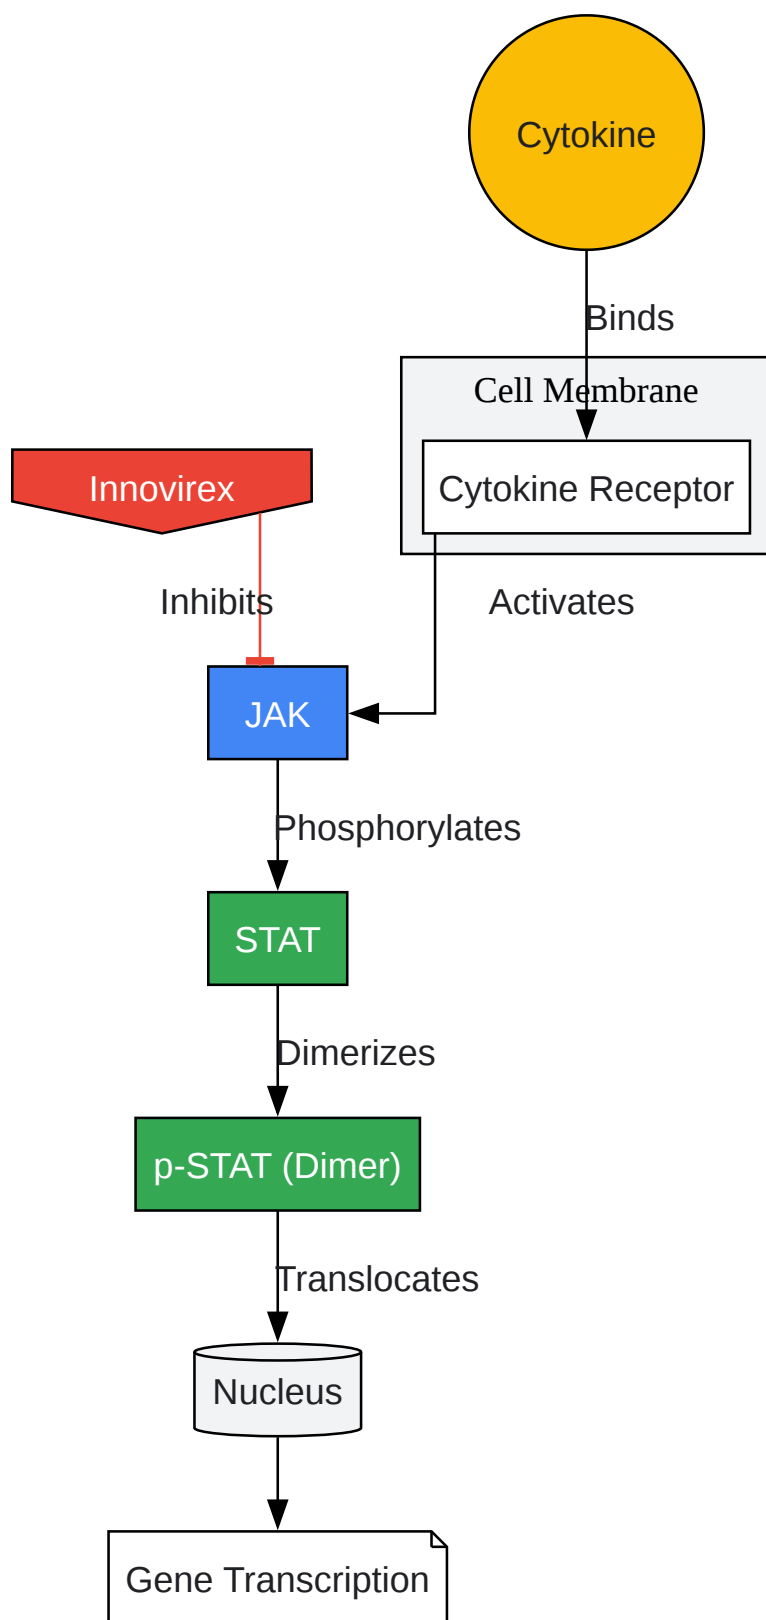 Cytokine
Binds
Cell Membrane
Innovirex
Cytokine Receptor
Inhibits
Activates
JAK
Phosphorylates
STAT
Dimerizes
p-STAT (Dimer)
Translocates
Nucleus
Gene Transcription